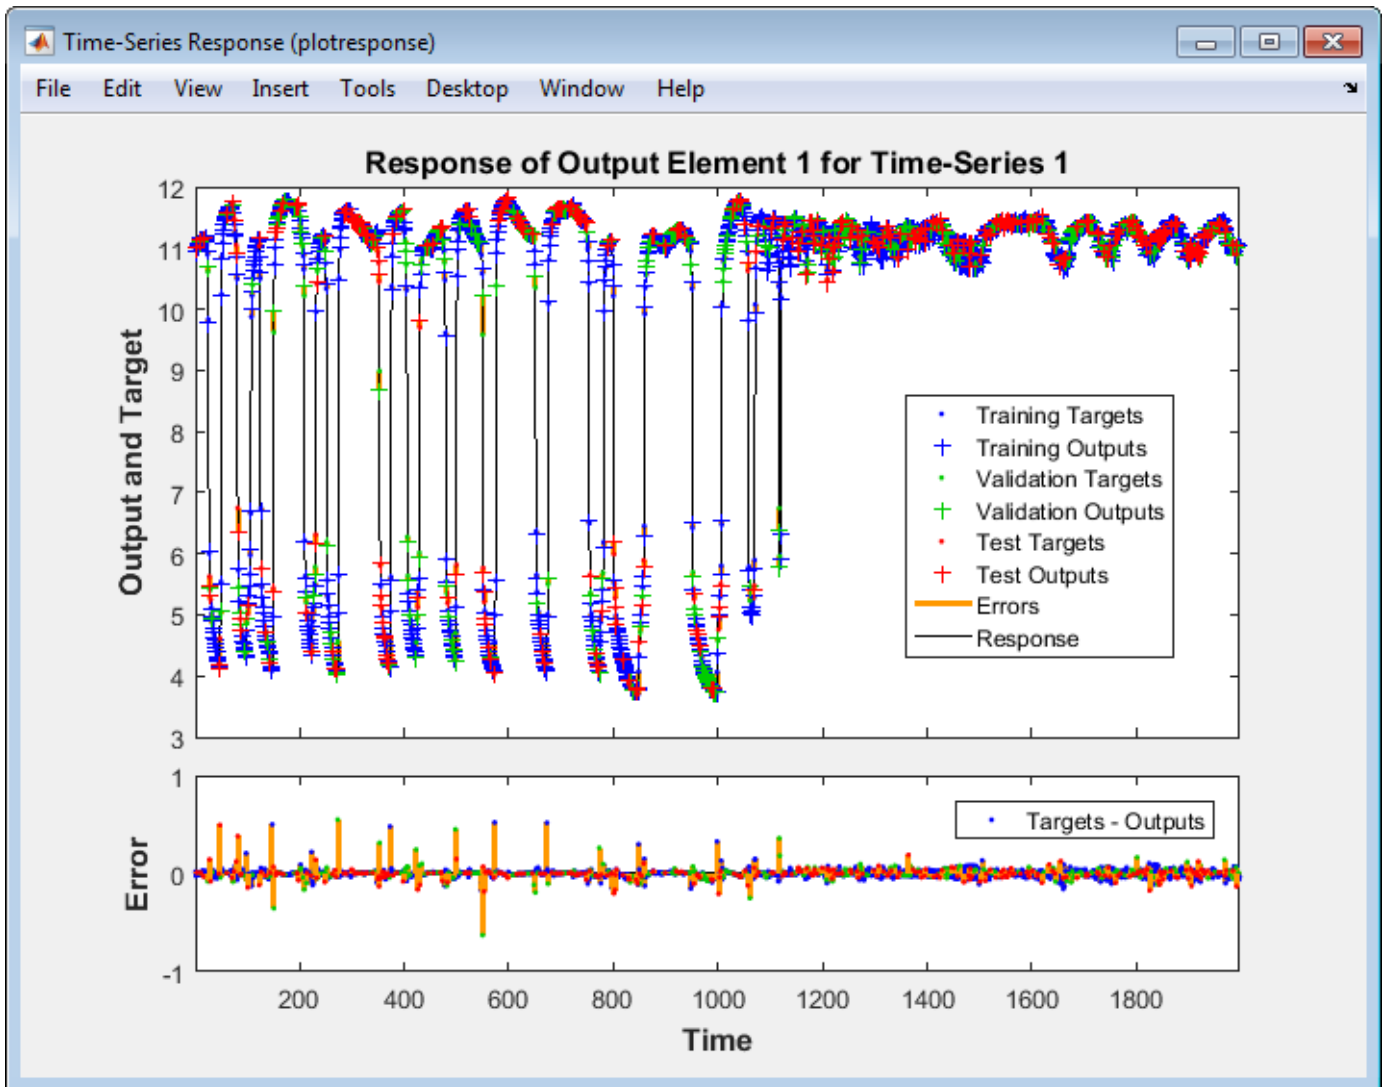 Time-Series Response (plotresponse)
File Edit View Insert Tools Desktop Window Help
Response of Output Element 1 for Time-Series 1
12
11
10
9
8
7
6
5
4
3
Output and Target
Training Targets
Training Outputs
Validation Targets
Validation Outputs
Test Targets
Test Outputs
Errors
Response
1
0
-1
Error
Targets - Outputs
200 400 600 800 1000 1200 1400 1600 1800
Time